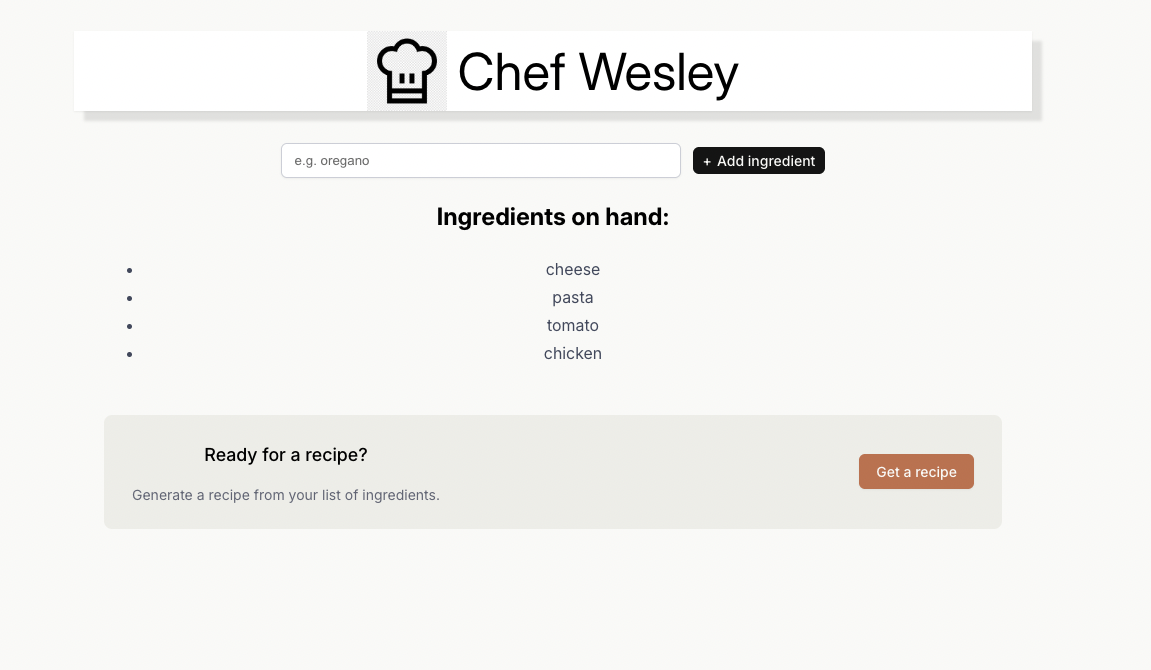 Chef Wesley
e.g. oregano
+ Add ingredient
Ingredients on hand:
• cheese
• pasta
• tomato
• chicken
Ready for a recipe?
Generate a recipe from your list of ingredients.
Get a recipe